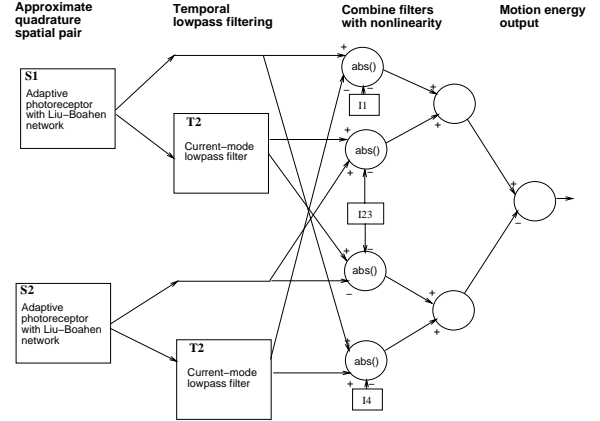 Approximate
quadrature
spatial pair
Temporal
lowpass filtering
Combine filters
with nonlinearity
Motion energy
output
S1
Adaptive
photoreceptor
with Liu−Boahen
network
T2
Current−mode
lowpass filter
+
abs()
−
−
I1
+
abs()
+
−
I23
+
abs()
−
−
+
abs()
+
−
I4
+
+
+
+
+
−
S2
Adaptive
photoreceptor
with Liu−Boahen
network
T2
Current−mode
lowpass filter